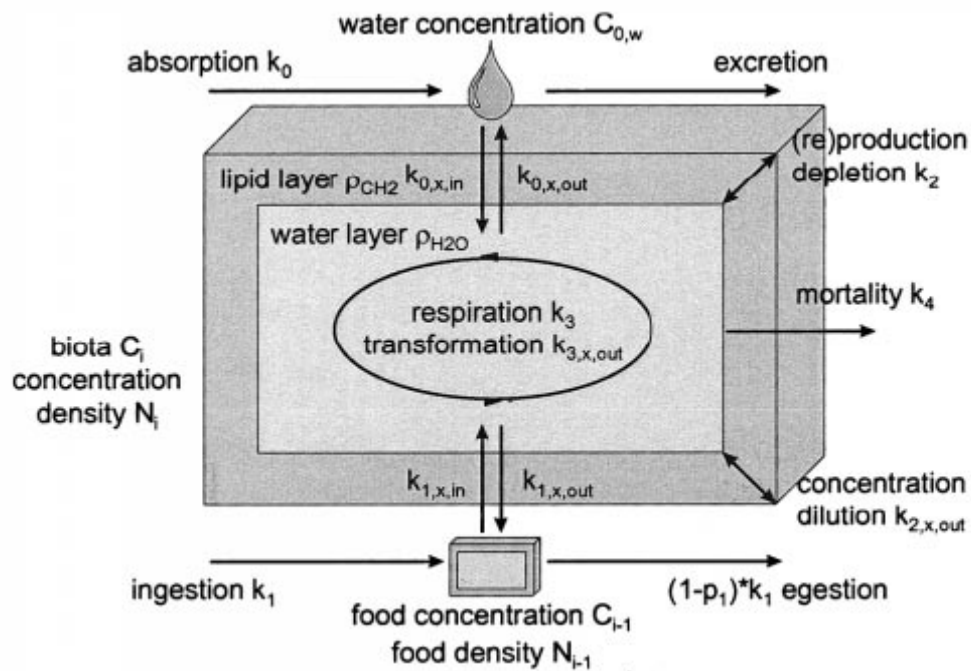 water concentration C0,w
absorption k0
excretion
(re)production
depletion k2
lipid layer ρCH2
k0,x,in
k0,x,out
water layer ρH2O
respiration k3
transformation k3,x,out
mortality k4
biota Ci
concentration
density Ni
k1,x,in
k1,x,out
concentration
dilution k2,x,out
ingestion k1
(1-p1)*k1 egestion
food concentration Ci-1
food density Ni-1